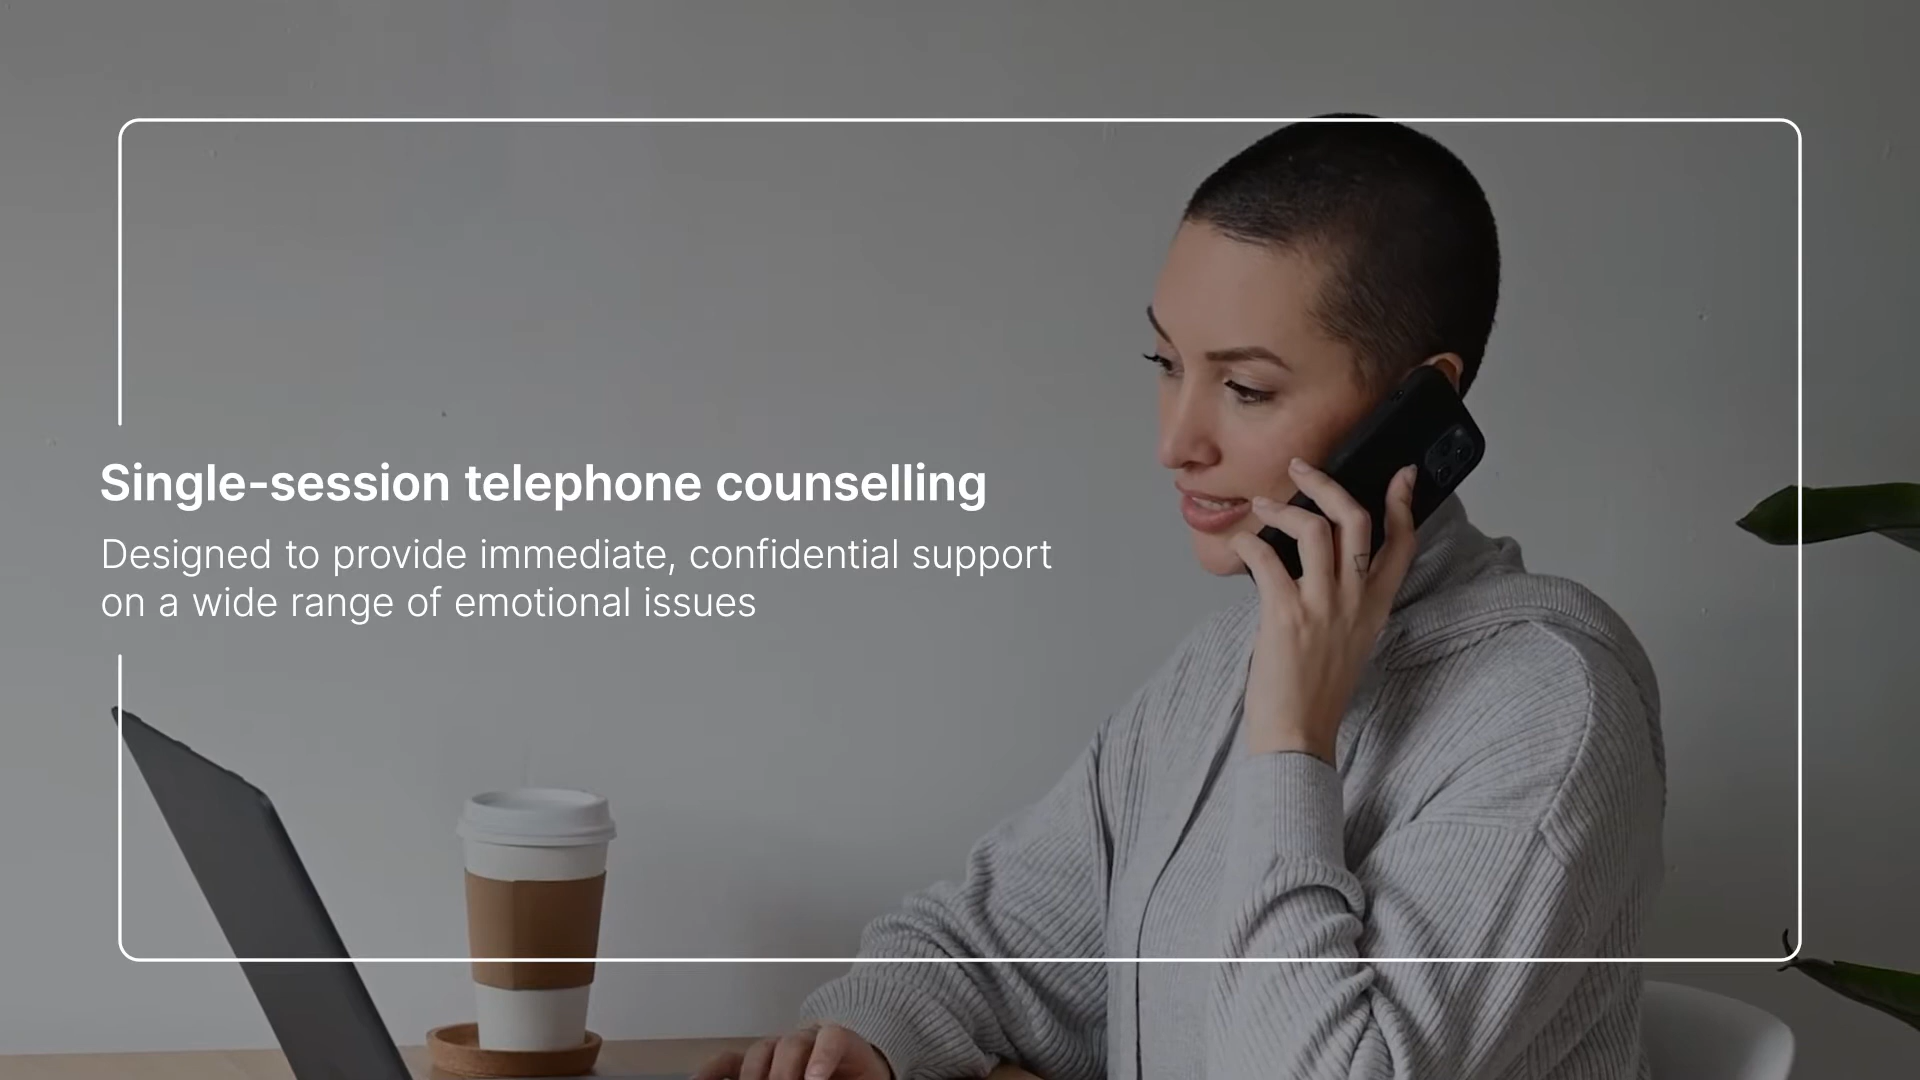 Single-session telephone counselling
Designed to provide immediate, confidential support
on a wide range of emotional issues